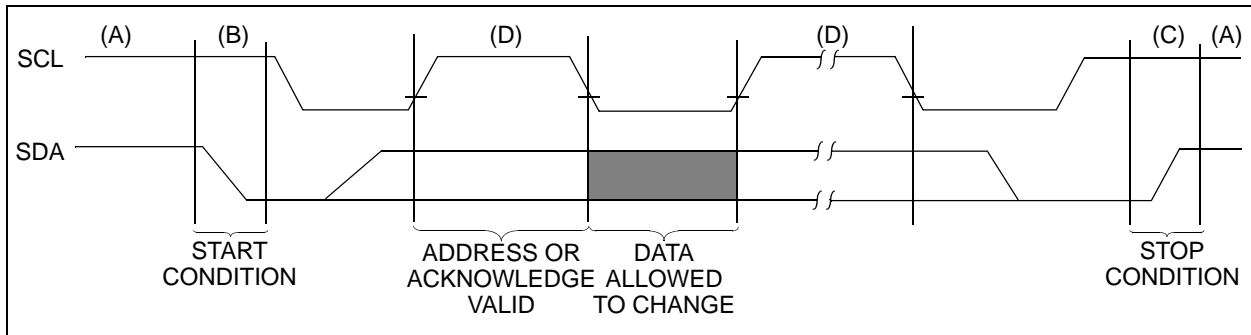 (A) (B) (D) (D) (C) (A)
SCL
SDA
START
CONDITION
ADDRESS OR
ACKNOWLEDGE
VALID
DATA
ALLOWED
TO CHANGE
STOP
CONDITION